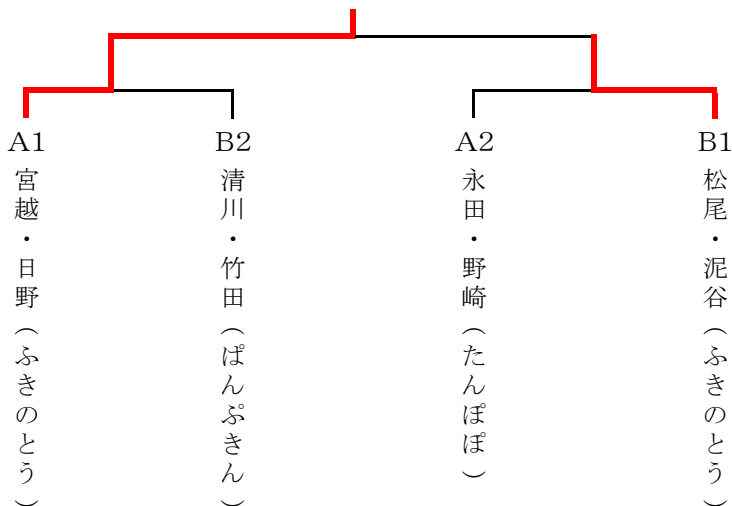 A1
宮越・日野(ふきのとう)
B2
清川・竹田(ぱんぷきん)
A2
永田・野崎(たんぽぽ)
B1
松尾・泥谷(ふきのとう)